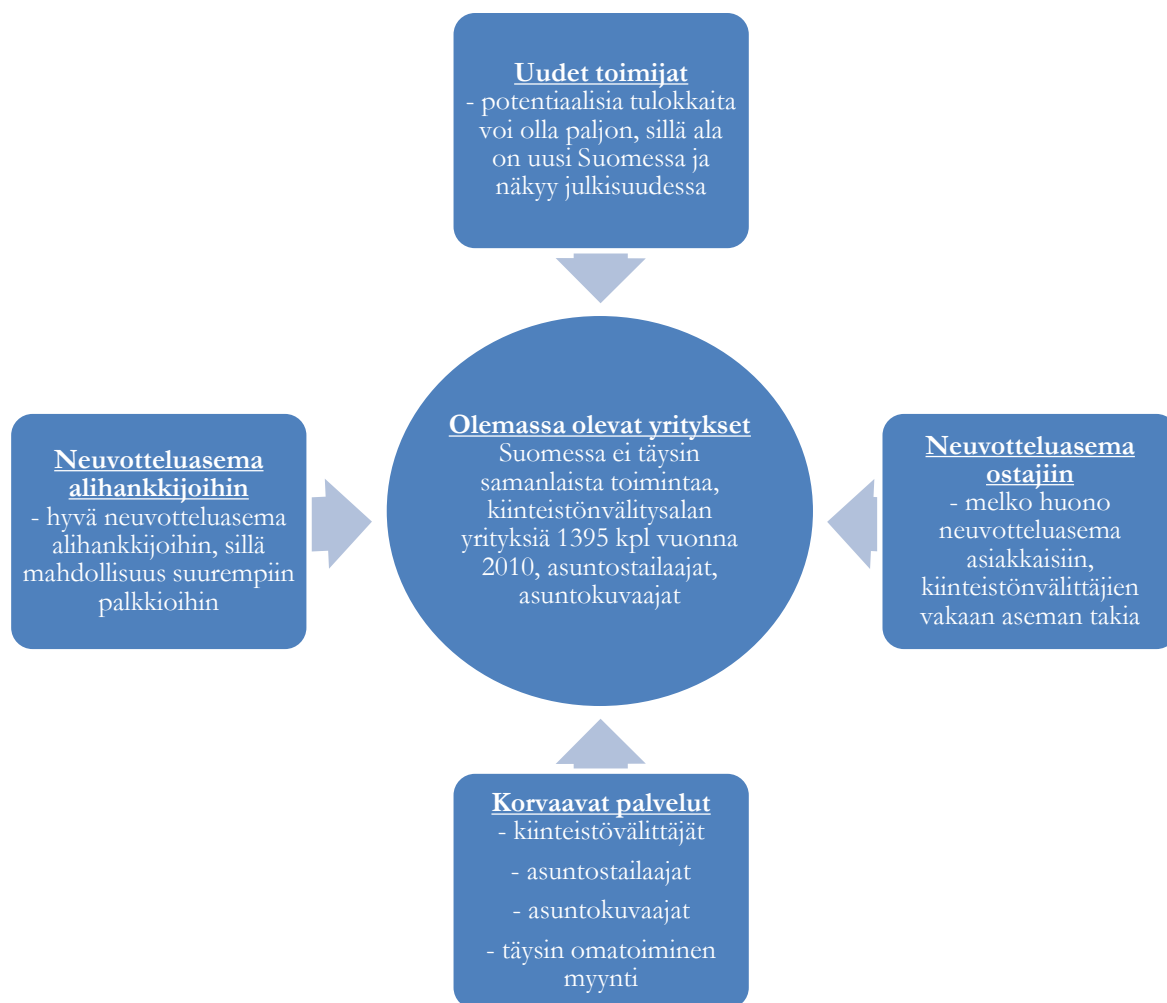 Uudet toimijat
- potentiaalisia tulokkaita
voi olla paljon, sillä ala
on uusi Suomessa ja
näkyy julkisuudessa
Neuvotteluasema
alihankkijoihin
- hyvä neuvotteluasema
alihankkijoihin, sillä
mahdollisuus suurempiin
palkkioihin
Olemassa olevat yritykset
Suomessa ei täysin
samanlaista toimintaa,
kiinteistönvälitysalan
yrityksiä 1395 kpl vuonna
2010, asuntostailaajat,
asuntokuvaajat
Neuvotteluasema
ostajiin
- melko huono
neuvotteluasema
asiakkaisiin,
kiinteistönvälittäjien
vakaan aseman takia
Korvaavat palvelut
- kiinteistövälittäjät
- asuntostailaajat
- asuntokuvaajat
- täysin omatoiminen
myynti